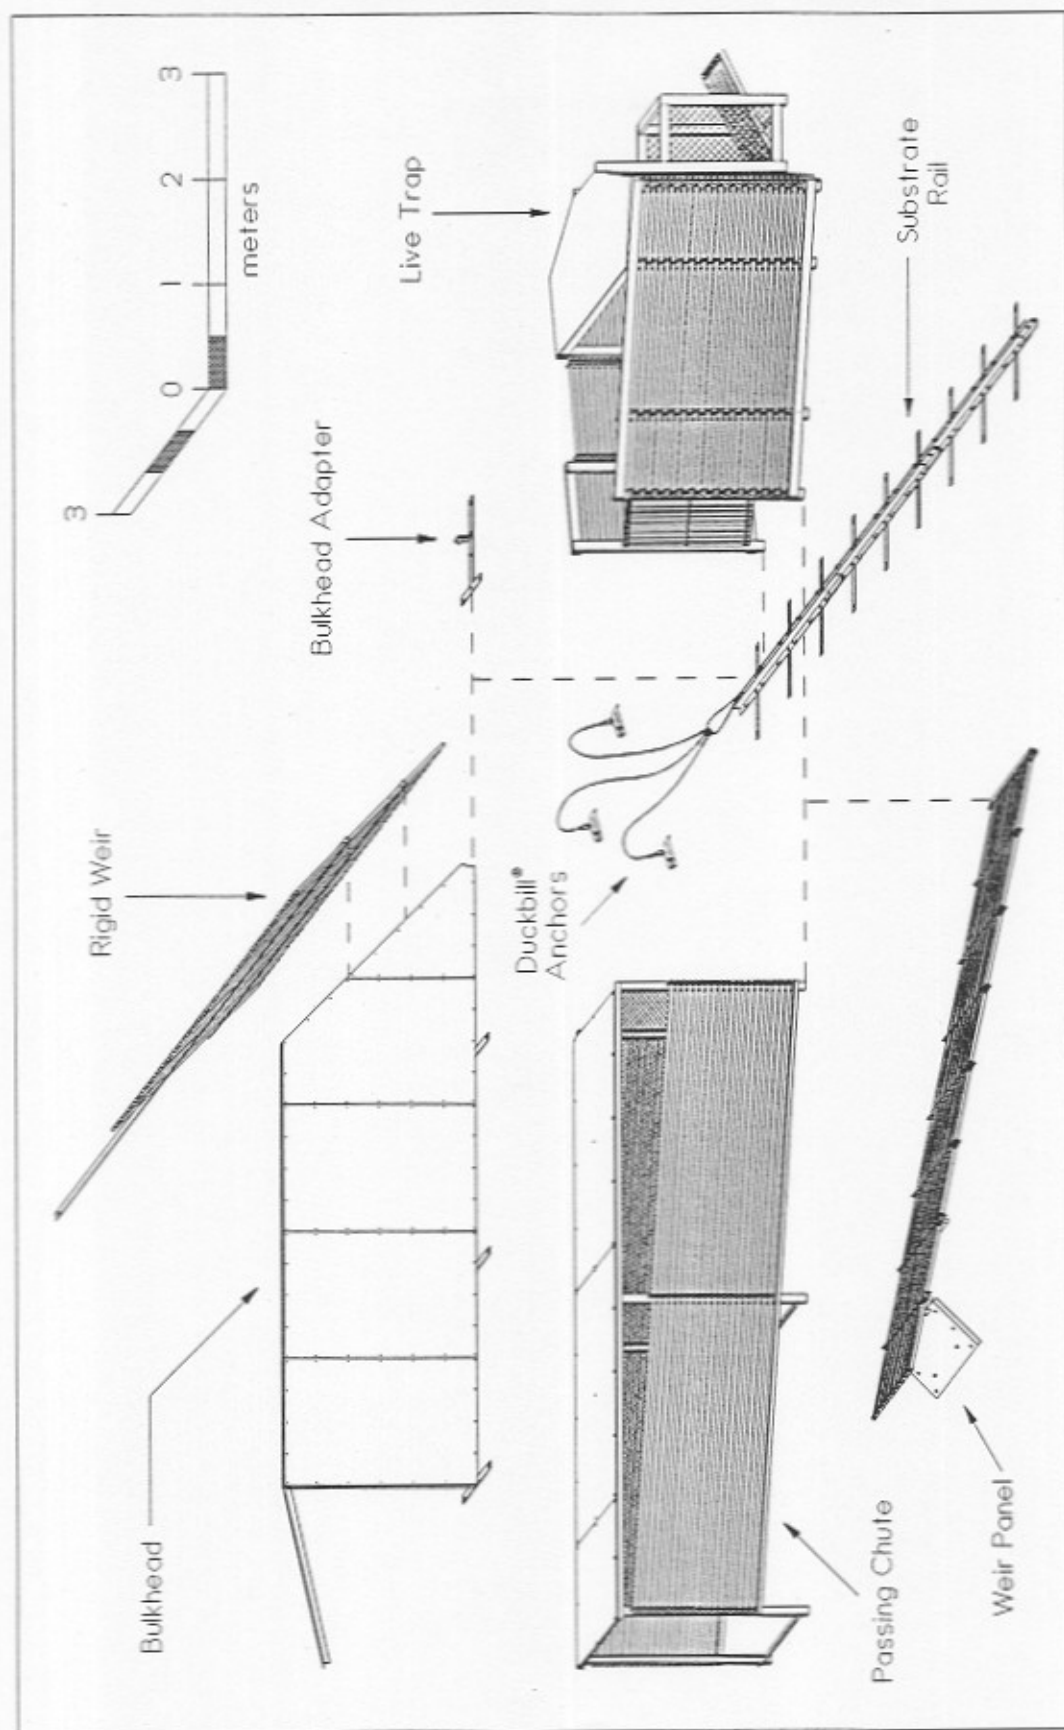 3
0
1
2
3
meters
Bulkhead
Rigid Weir
Bulkhead Adapter
Live Trap
Duckbill®
Anchors
Substrate
Rail
Passing Chute
Weir Panel